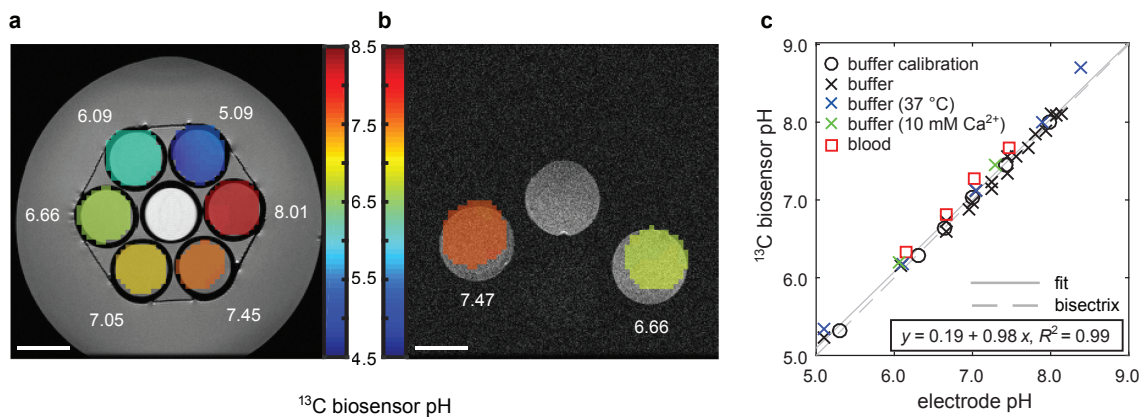 a
6.09
5.09
6.66
8.01
7.05
7.45
8.5
7.5
6.5
5.5
4.5
b
7.47
6.66
¹³C biosensor pH
c
9.0
8.0
7.0
6.0
5.0
¹³C biosensor pH
buffer calibration
buffer
buffer (37 °C)
buffer (10 mM Ca²⁺)
blood
fit
bisectrix
y = 0.19 + 0.98 x, R² = 0.99
5.0 6.0 7.0 8.0 9.0
electrode pH